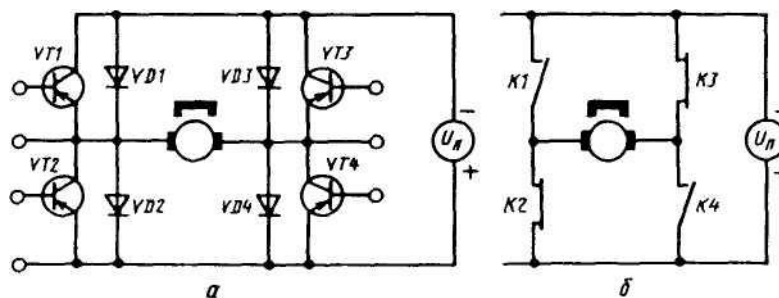 VT1
VD1
VD3
VT3
VT2
VD2
VD4
VT4
Uп
−
+
а
K1
K3
K2
K4
Uп
−
−
б